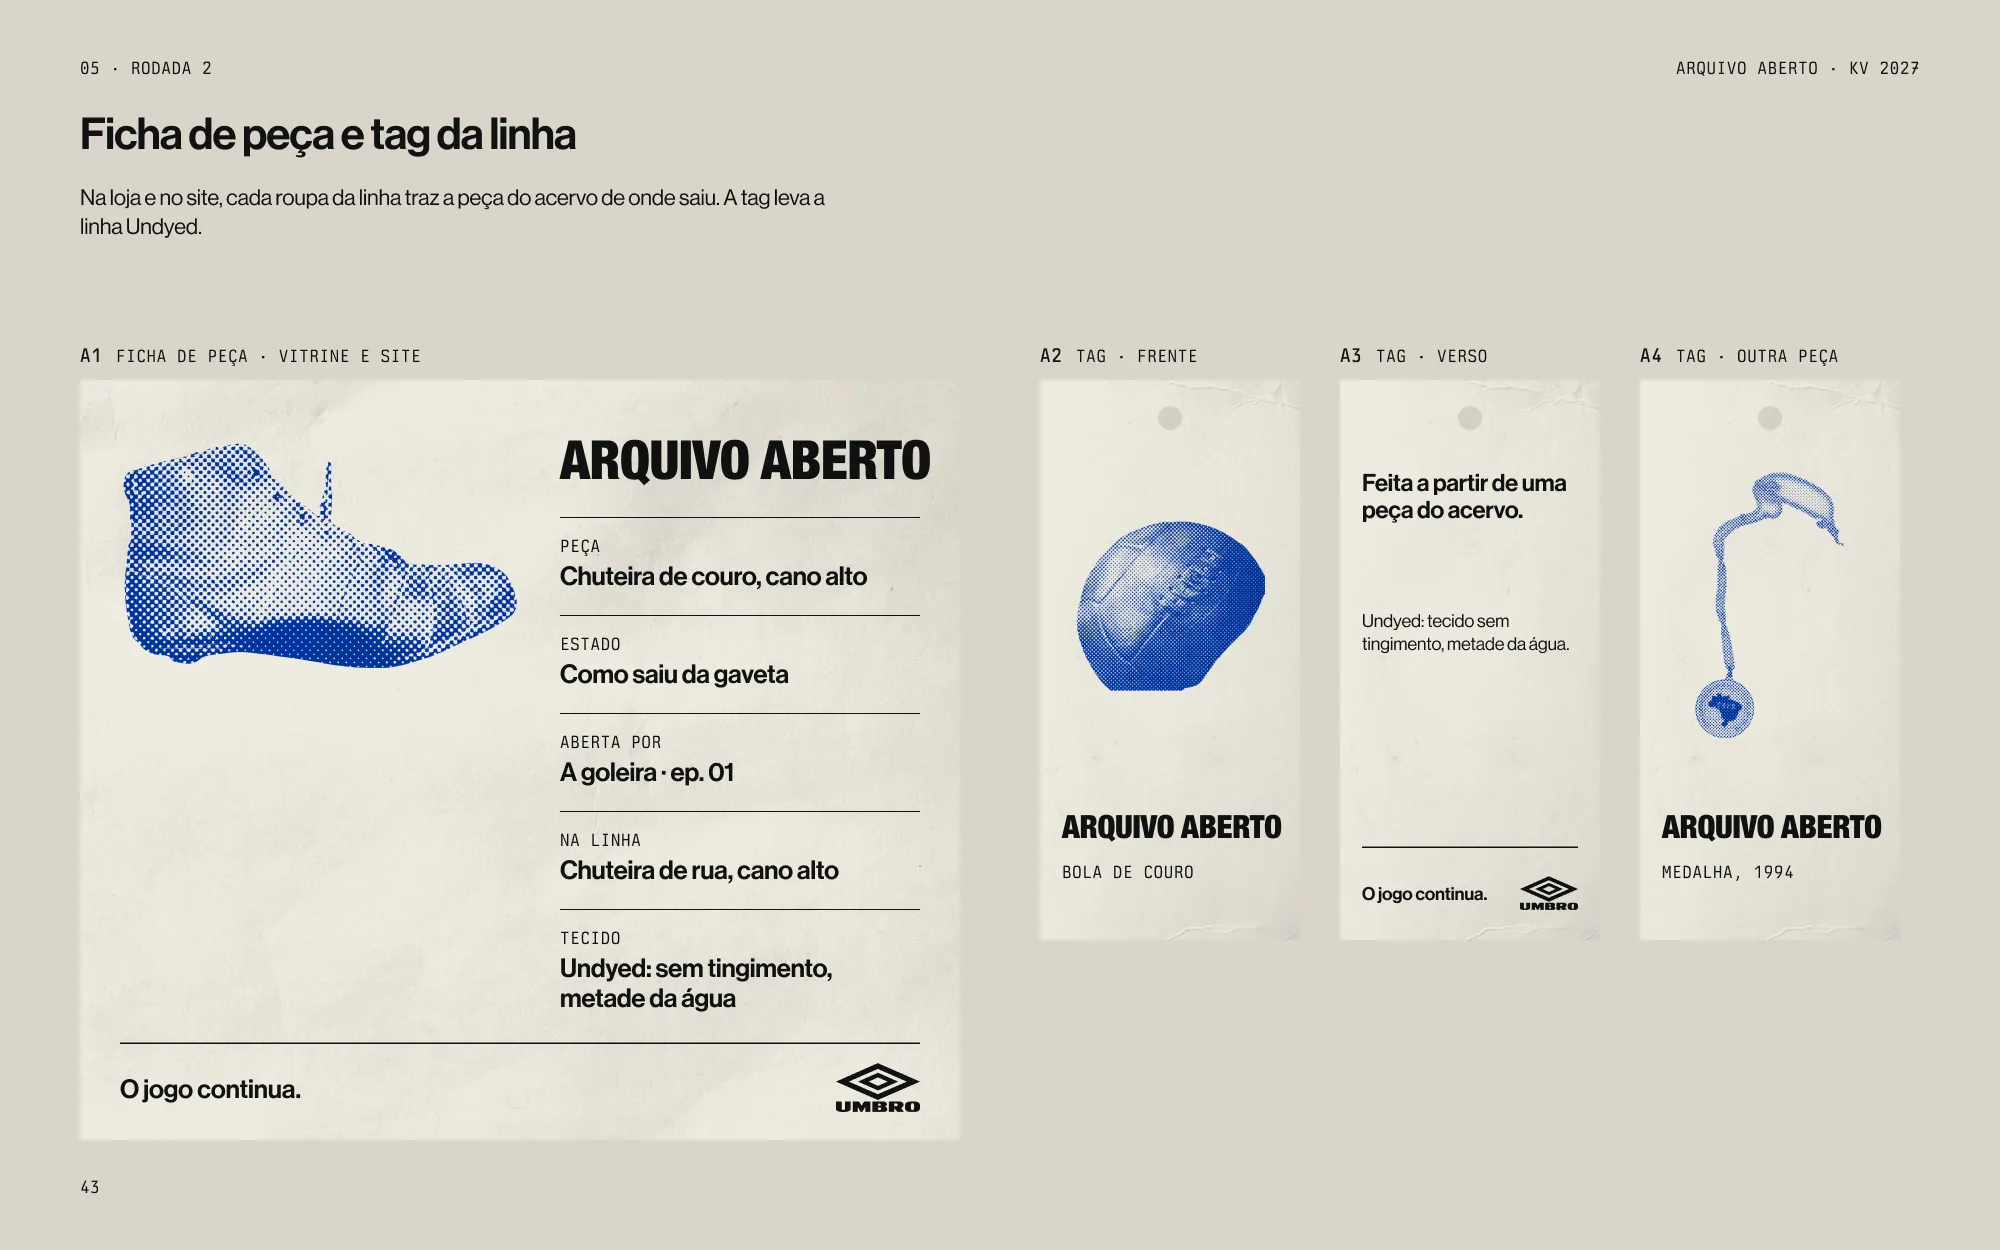 05 · RODADA 2
ARQUIVO ABERTO · KV 2027
Ficha de peça e tag da linha
Na loja e no site, cada roupa da linha traz a peça do acervo de onde saiu. A tag leva a
linha Undyed.
A1 FICHA DE PEÇA · VITRINE E SITE
ARQUIVO ABERTO
PEÇA
Chuteira de couro, cano alto
ESTADO
Como saiu da gaveta
ABERTA POR
A goleira · ep. 01
NA LINHA
Chuteira de rua, cano alto
TECIDO
Undyed: sem tingimento,
metade da água
O jogo continua.
UMBRO
A2 TAG · FRENTE
ARQUIVO ABERTO
BOLA DE COURO
A3 TAG · VERSO
Feita a partir de uma
peça do acervo.
Undyed: tecido sem
tingimento, metade da água.
O jogo continua.
UMBRO
A4 TAG · OUTRA PEÇA
ARQUIVO ABERTO
MEDALHA, 1994
43